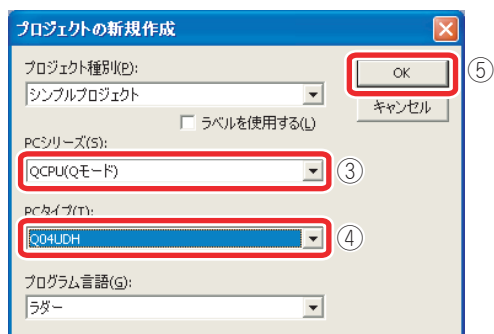 プロジェクトの新規作成
プロジェクト種別(P):
シンプルプロジェクト
ラベルを使用する(L)
OK
⑤
キャンセル
PCシリーズ(S):
QCPU(Qモード)
③
PCタイプ(T):
Q04UDH
④
プログラム言語(G):
ラダー